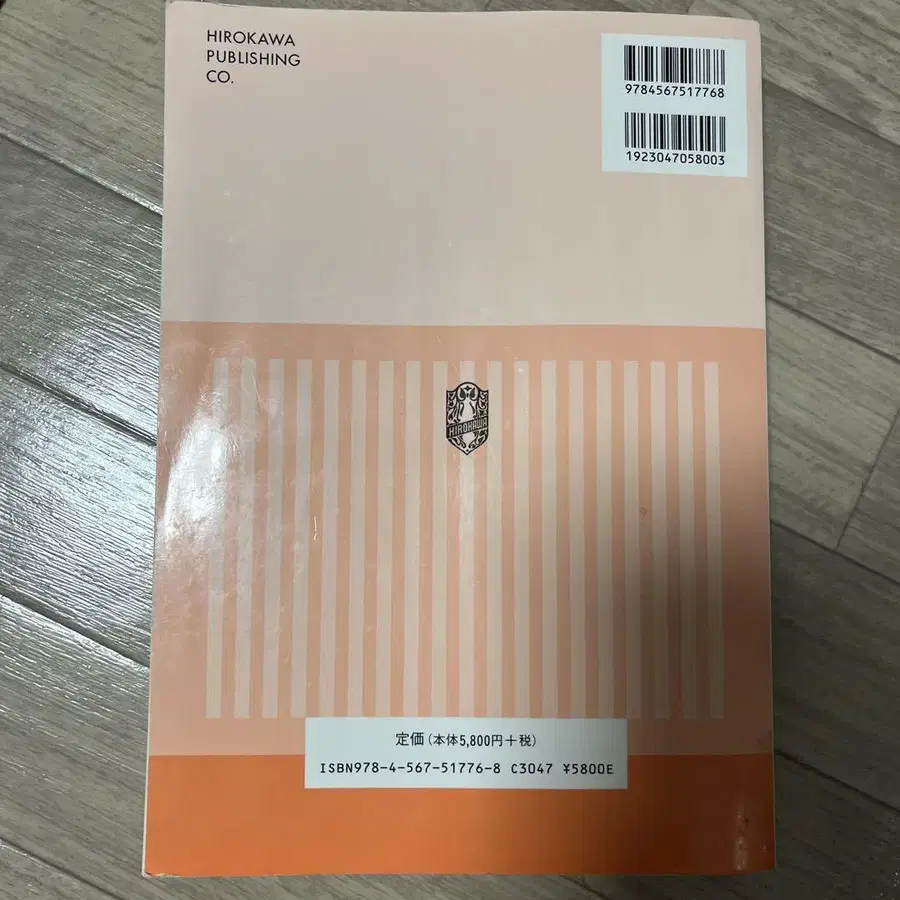 HIROKAWA
PUBLISHING
CO.
9784567517768
1923047058003
HIROKAWA
定価(本体5,800円+税)
ISBN978-4-567-51776-8 C3047 ¥5800E